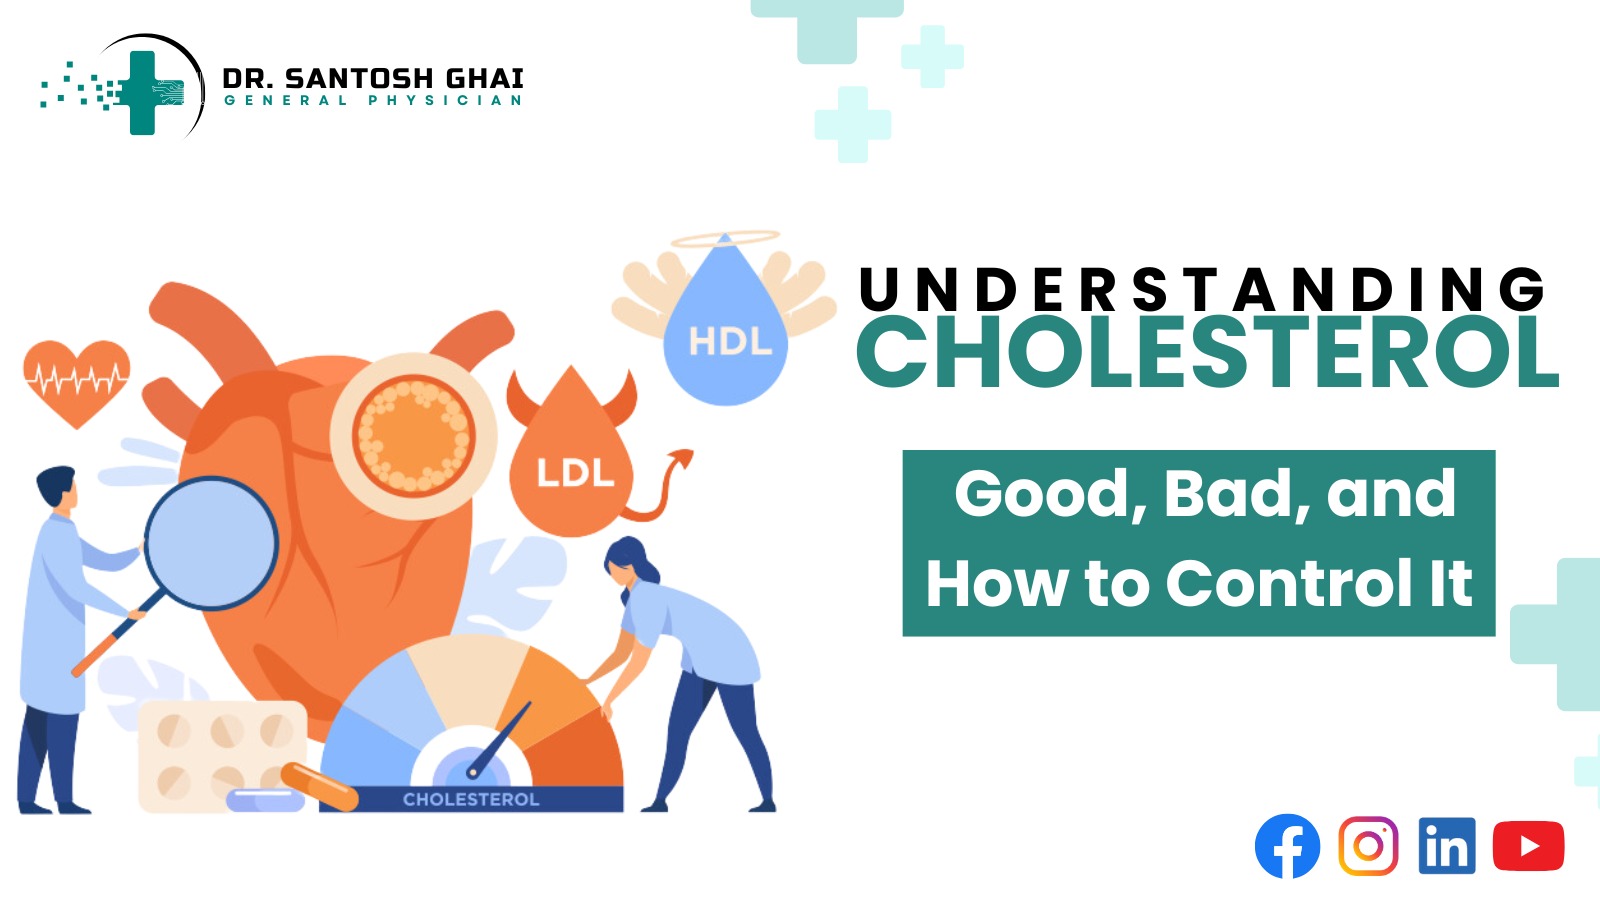 DR. SANTOSH GHAI
GENERAL PHYSICIAN
UNDERSTANDING
CHOLESTEROL
Good, Bad, and
How to Control It
HDL
LDL
CHOLESTEROL
in